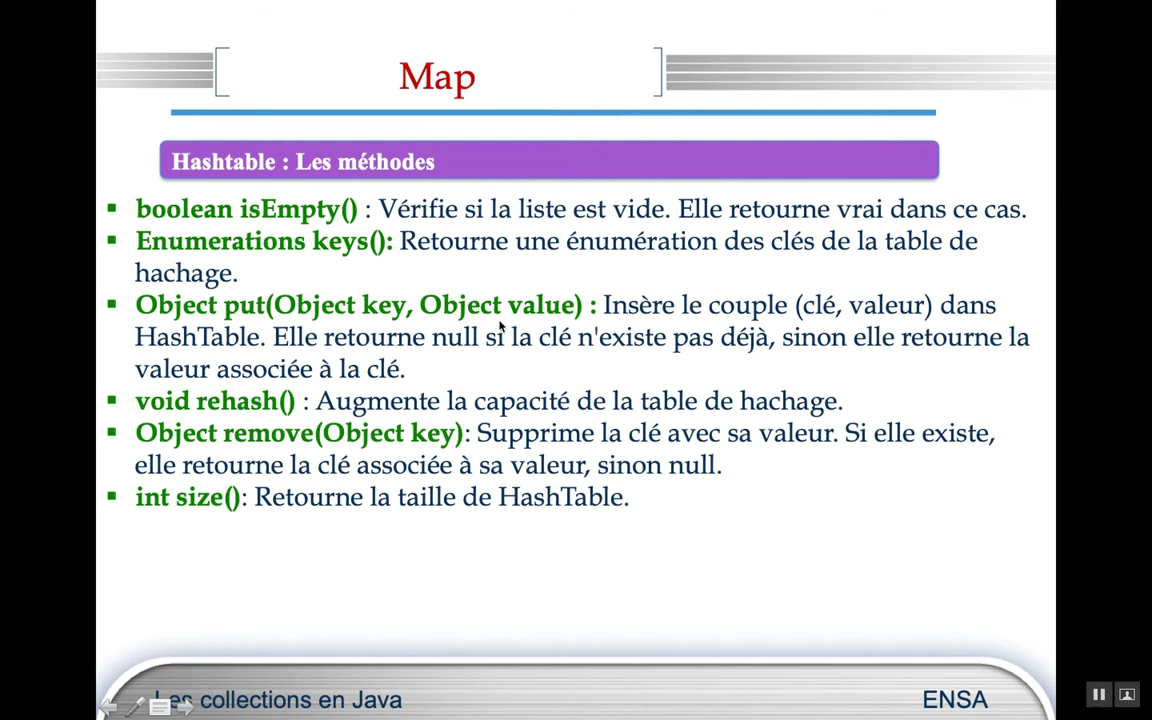 Map
Hashtable : Les méthodes
▪ boolean isEmpty() : Vérifie si la liste est vide. Elle retourne vrai dans ce cas.
▪ Enumerations keys(): Retourne une énumération des clés de la table de
hachage.
▪ Object put(Object key, Object value) : Insère le couple (clé, valeur) dans
HashTable. Elle retourne null si la clé n'existe pas déjà, sinon elle retourne la
valeur associée à la clé.
▪ void rehash() : Augmente la capacité de la table de hachage.
▪ Object remove(Object key): Supprime la clé avec sa valeur. Si elle existe,
elle retourne la clé associée à sa valeur, sinon null.
▪ int size(): Retourne la taille de HashTable.
Les collections en Java
ENSA